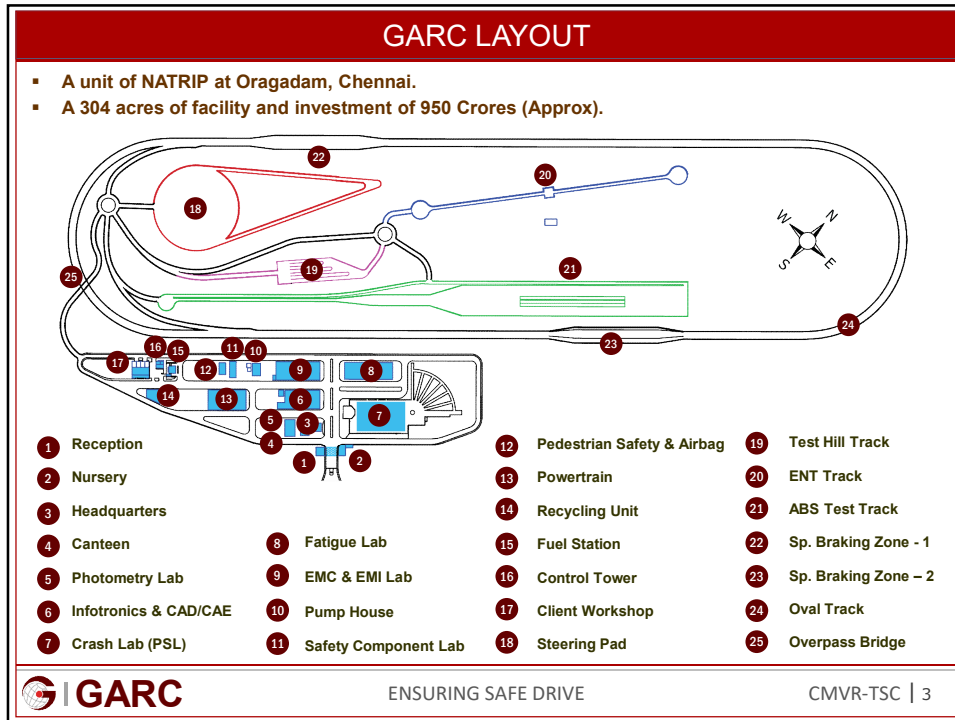 GARC LAYOUT
▪ A unit of NATRIP at Oragadam, Chennai.
▪ A 304 acres of facility and investment of 950 Crores (Approx).
22
20
18
W N
S E
19
21
25
24
23
16
15
11
10
17
12
9
8
14
13
6
5
3
7
4
1
2
1 Reception
2 Nursery
3 Headquarters
4 Canteen
5 Photometry Lab
6 Infotronics & CAD/CAE
7 Crash Lab (PSL)
8 Fatigue Lab
9 EMC & EMI Lab
10 Pump House
11 Safety Component Lab
12 Pedestrian Safety & Airbag
13 Powertrain
14 Recycling Unit
15 Fuel Station
16 Control Tower
17 Client Workshop
18 Steering Pad
19 Test Hill Track
20 ENT Track
21 ABS Test Track
22 Sp. Braking Zone - 1
23 Sp. Braking Zone – 2
24 Oval Track
25 Overpass Bridge
G | GARC
ENSURING SAFE DRIVE
CMVR-TSC | 3